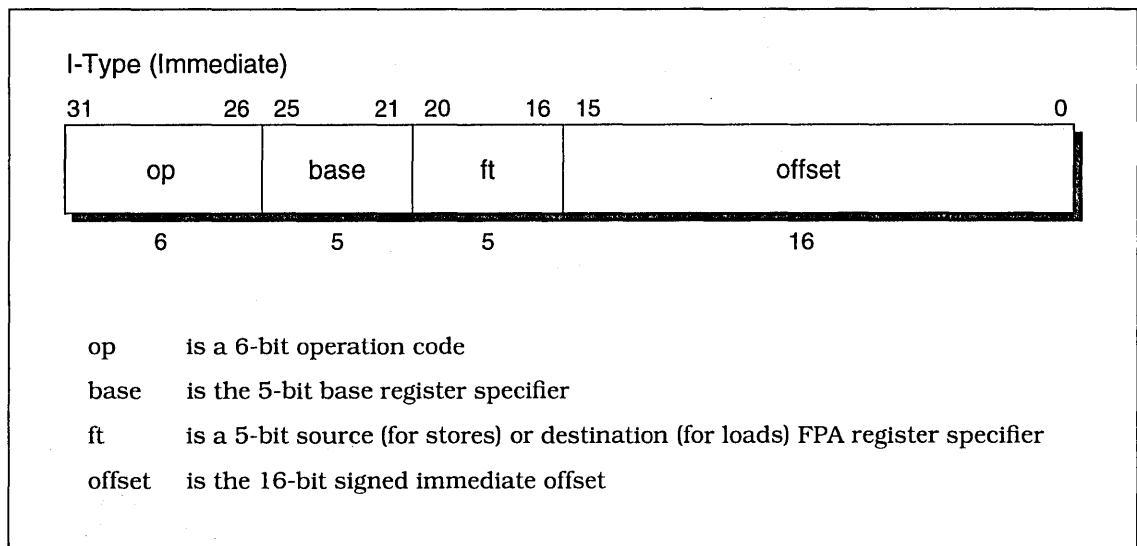 I-Type (Immediate)
31 26 25 21 20 16 15 0
op base ft offset
6 5 5 16
op is a 6-bit operation code
base is the 5-bit base register specifier
ft is a 5-bit source (for stores) or destination (for loads) FPA register specifier
offset is the 16-bit signed immediate offset